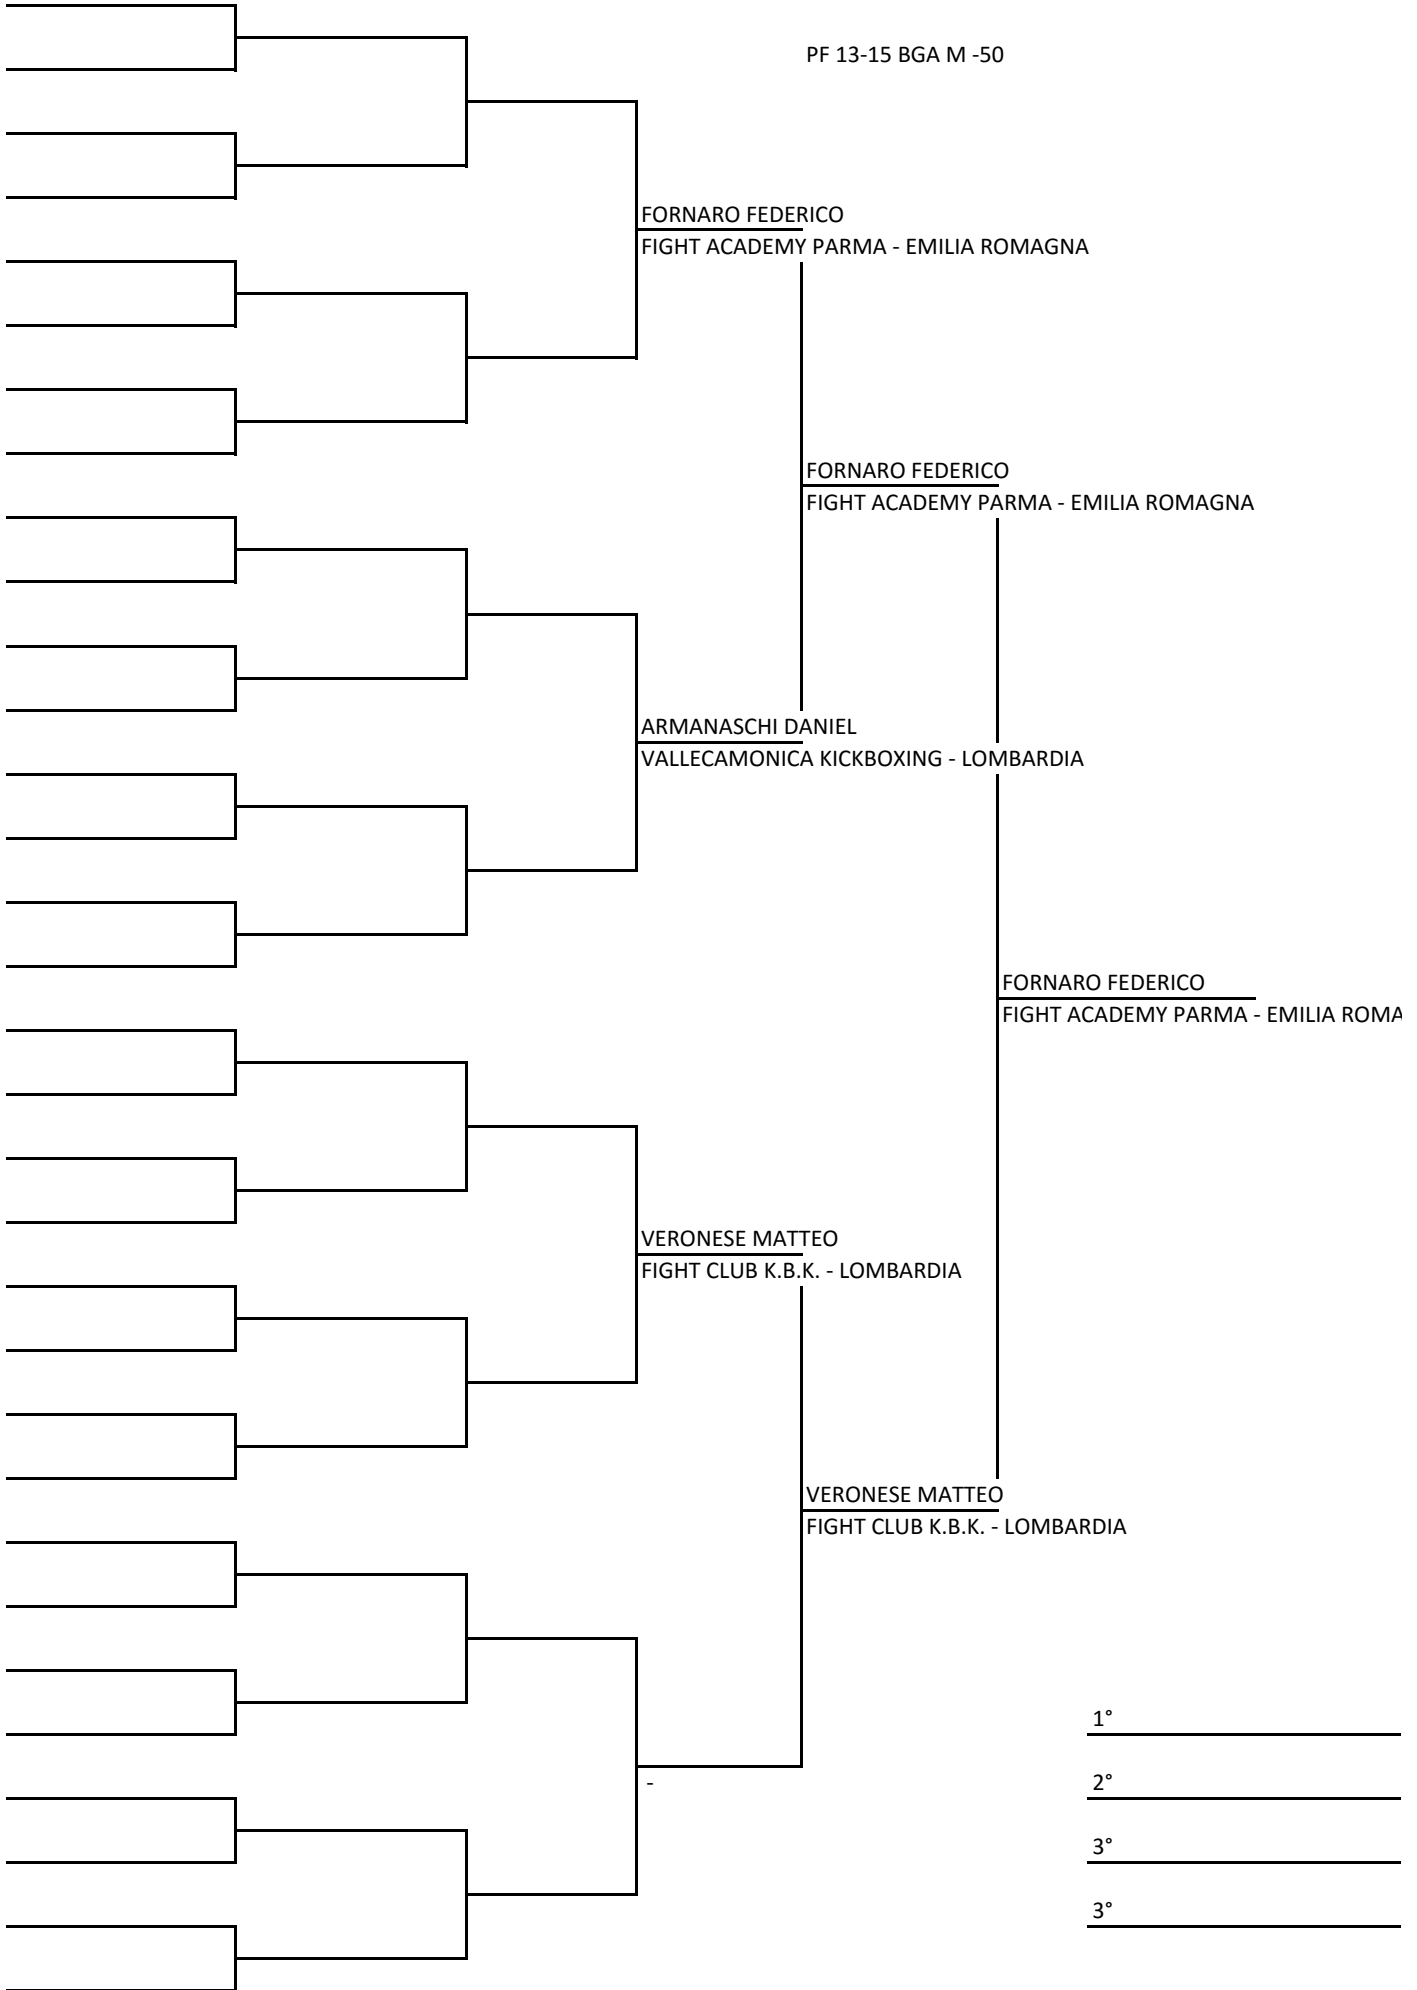 PF 13-15 BGA M -50
FORNARO FEDERICO
FIGHT ACADEMY PARMA - EMILIA ROMAGNA
FORNARO FEDERICO
FIGHT ACADEMY PARMA - EMILIA ROMAGNA
ARMANASCHI DANIEL
VALLECAMONICA KICKBOXING - LOMBARDIA
FORNARO FEDERICO
FIGHT ACADEMY PARMA - EMILIA ROMA
VERONESE MATTEO
FIGHT CLUB K.B.K. - LOMBARDIA
VERONESE MATTEO
FIGHT CLUB K.B.K. - LOMBARDIA
1°
-
2°
3°
3°